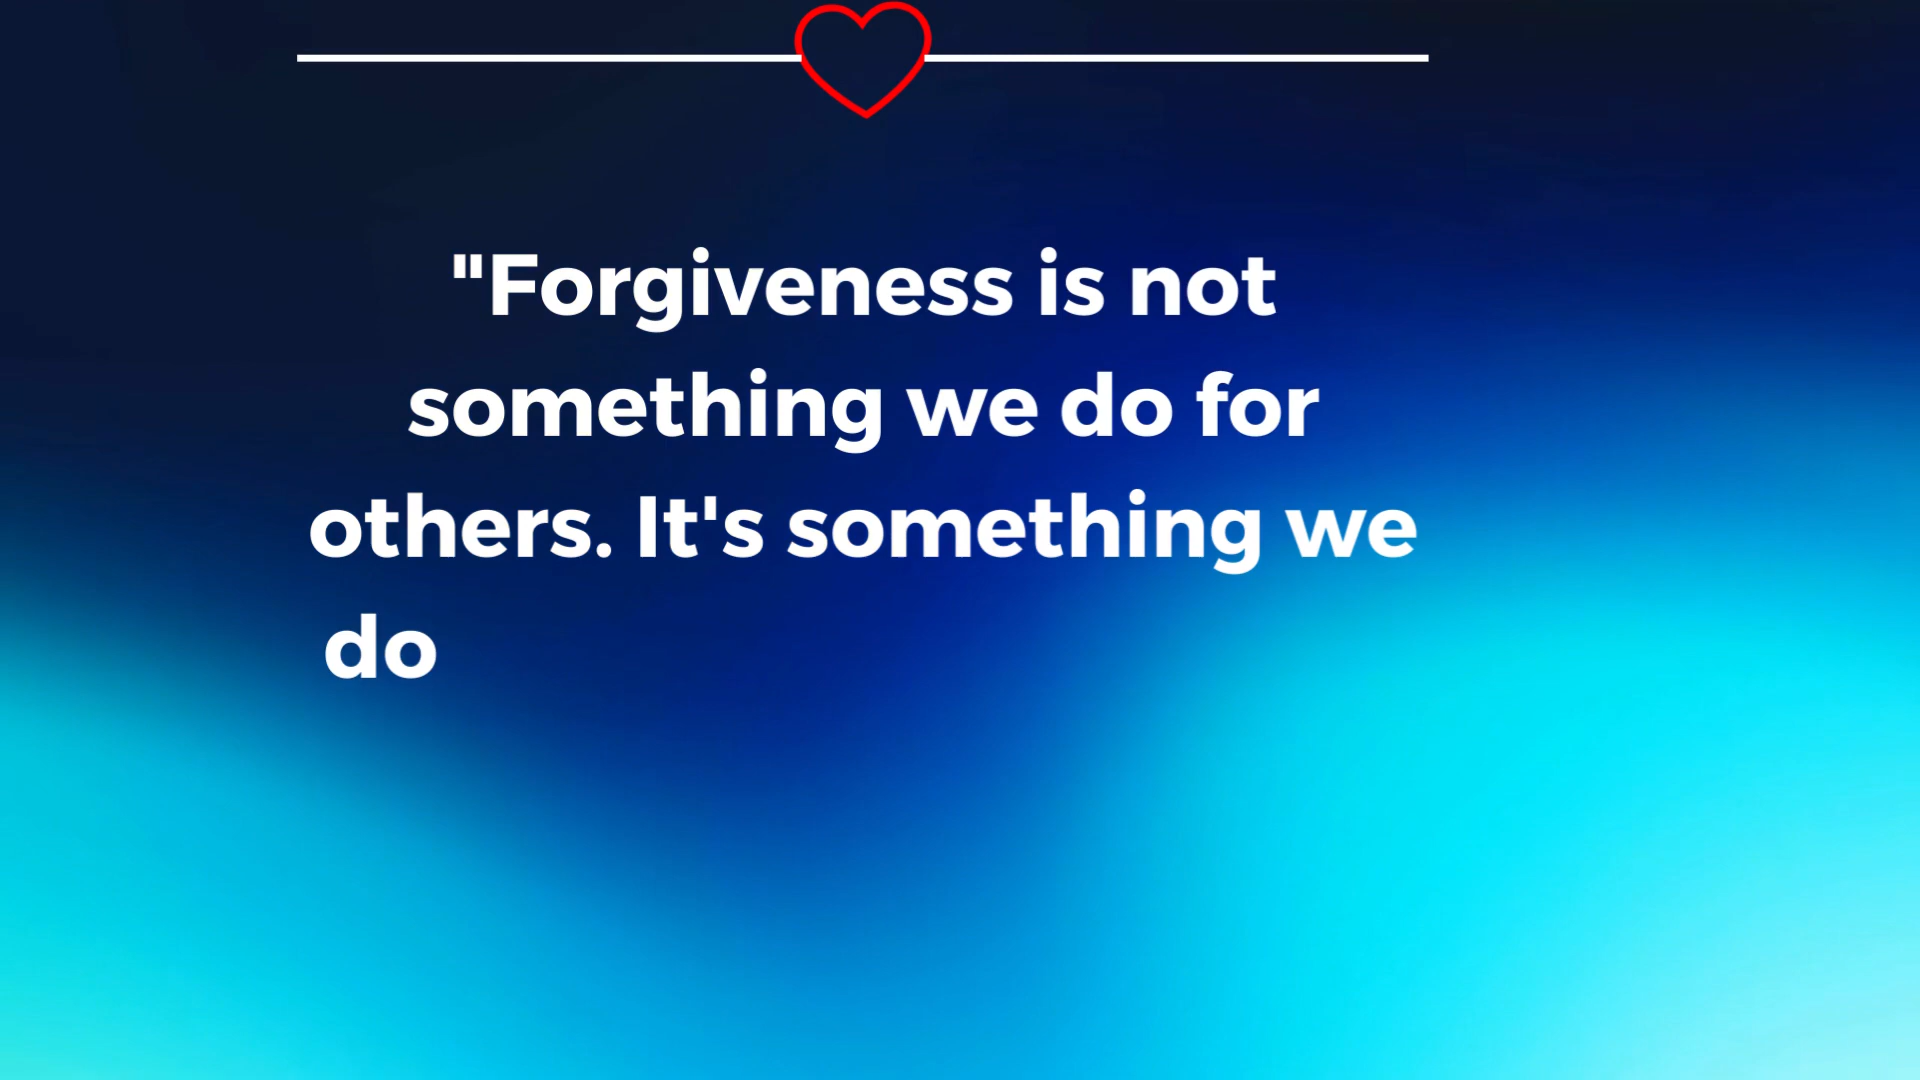 "Forgiveness is not
something we do for
others. It's something we
do